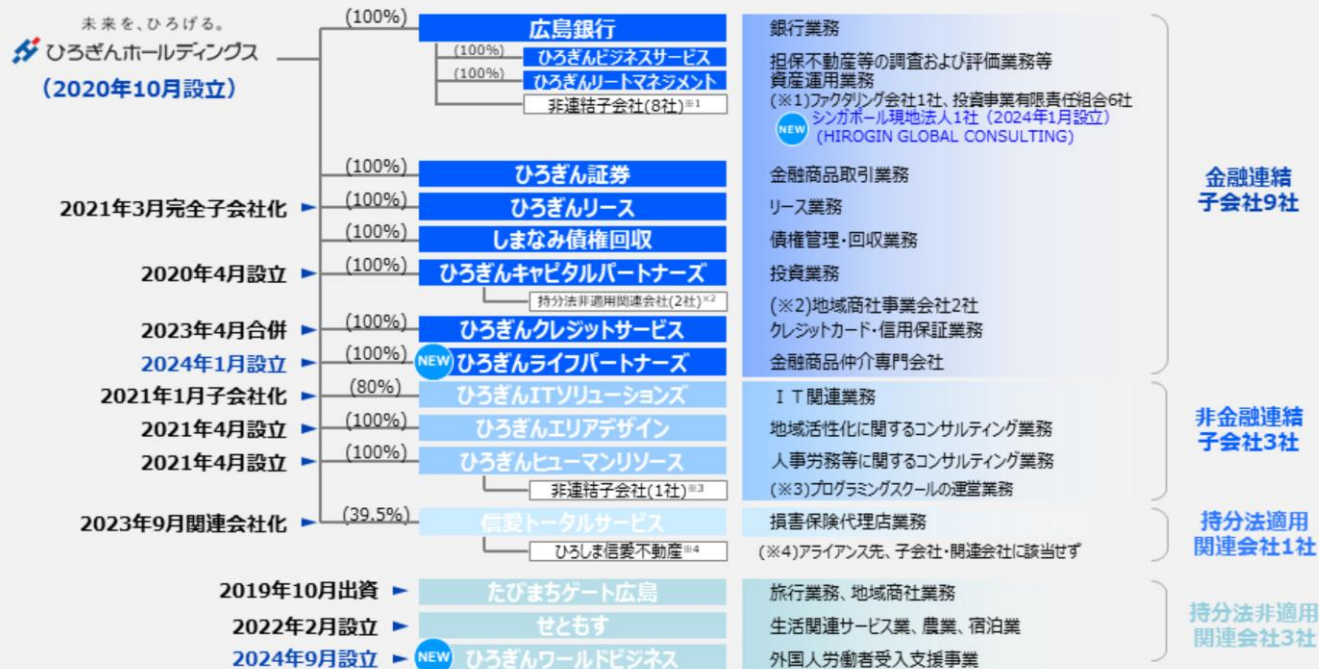 未来を、ひろげる。
ひろぎんホールディングス
（2020年10月設立）
(100%) 広島銀行 銀行業務
(100%) ひろぎんビジネスサービス 担保不動産等の調査および評価業務等
(100%) ひろぎんリートマネジメント 資産運用業務
非連結子会社(8社)※1 (※1)ファクタリング会社1社、投資事業有限責任組合6社
NEW シンガポール現地法人1社（2024年1月設立）
(HIROGIN GLOBAL CONSULTING)
(100%) ひろぎん証券 金融商品取引業務
2021年3月完全子会社化 (100%) ひろぎんリース リース業務
(100%) しまなみ債権回収 債権管理・回収業務
2020年4月設立 (100%) ひろぎんキャピタルパートナーズ 投資業務
持分法非適用関連会社(2社)※2 (※2)地域商社事業会社2社
2023年4月合併 (100%) ひろぎんクレジットサービス クレジットカード・信用保証業務
2024年1月設立 (100%) NEW ひろぎんライフパートナーズ 金融商品仲介専門会社
金融連結
子会社9社
2021年1月子会社化 (80%) ひろぎんITソリューションズ ＩＴ関連業務
2021年4月設立 (100%) ひろぎんエリアデザイン 地域活性化に関するコンサルティング業務
2021年4月設立 (100%) ひろぎんヒューマンリソース 人事労務等に関するコンサルティング業務
非連結子会社(1社)※3 (※3)プログラミングスクールの運営業務
非金融連結
子会社3社
2023年9月関連会社化 (39.5%) 信愛トータルサービス 損害保険代理店業務
ひろしま信愛不動産※4 (※4)アライアンス先、子会社・関連会社に該当せず
持分法適用
関連会社1社
2019年10月出資 たびまちゲート広島 旅行業務、地域商社業務
2022年2月設立 せともす 生活関連サービス業、農業、宿泊業
2024年9月設立 NEW ひろぎんワールドビジネス 外国人労働者受入支援事業
持分法非適用
関連会社3社